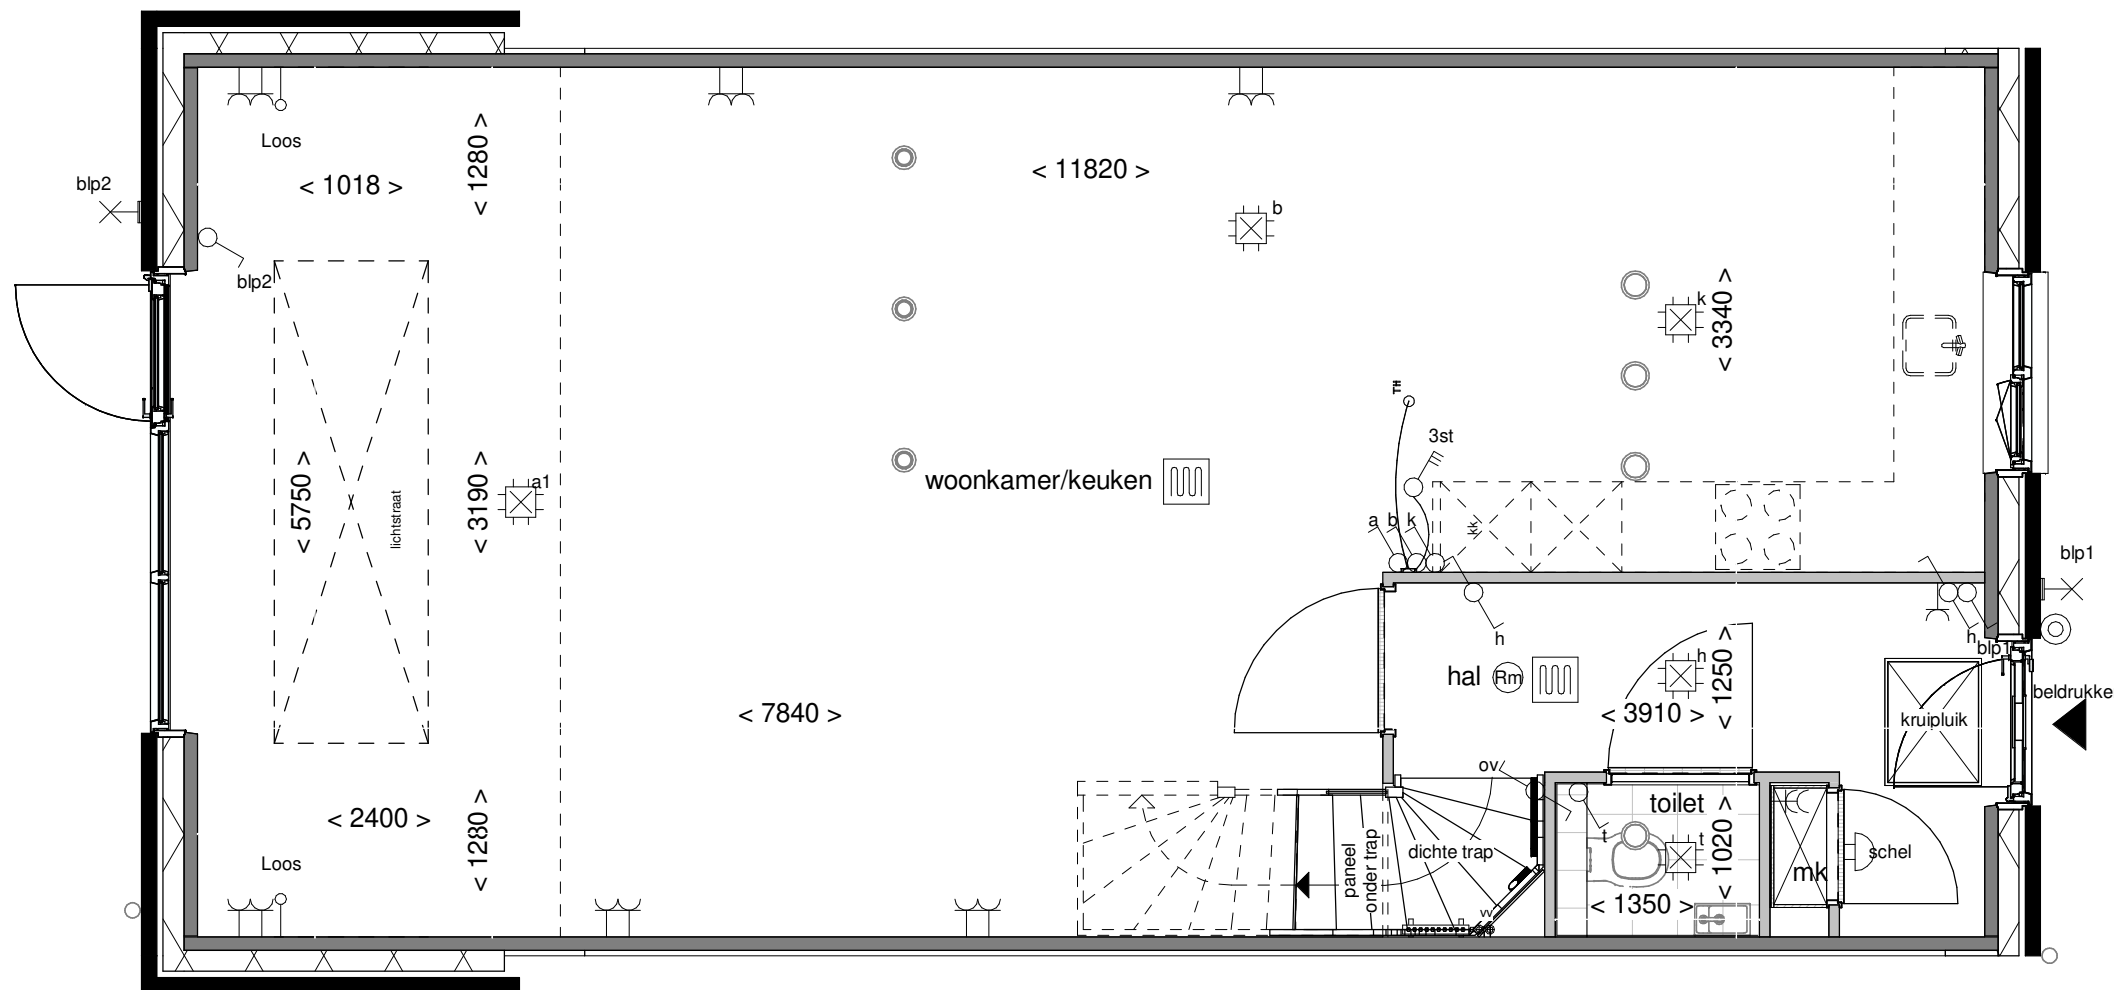 Loos
< 1018 >
< 1280 >
< 11820 >
b
blp2
blp2
k
< 3340 >
TH
3st
woonkamer/keuken
a1
< 5750 >
lichtstraat
< 3190 >
a b k
kk
blp1
h
h
blp1
hal
Rm
h
< 1250 >
< 3910 >
< 7840 >
kruipluik
beldrukke
ov
< 2400 >
< 1280 >
Loos
paneel
onder trap
dichte trap
vv
toilet
t
t
< 1020 >
< 1350 >
mk
schel